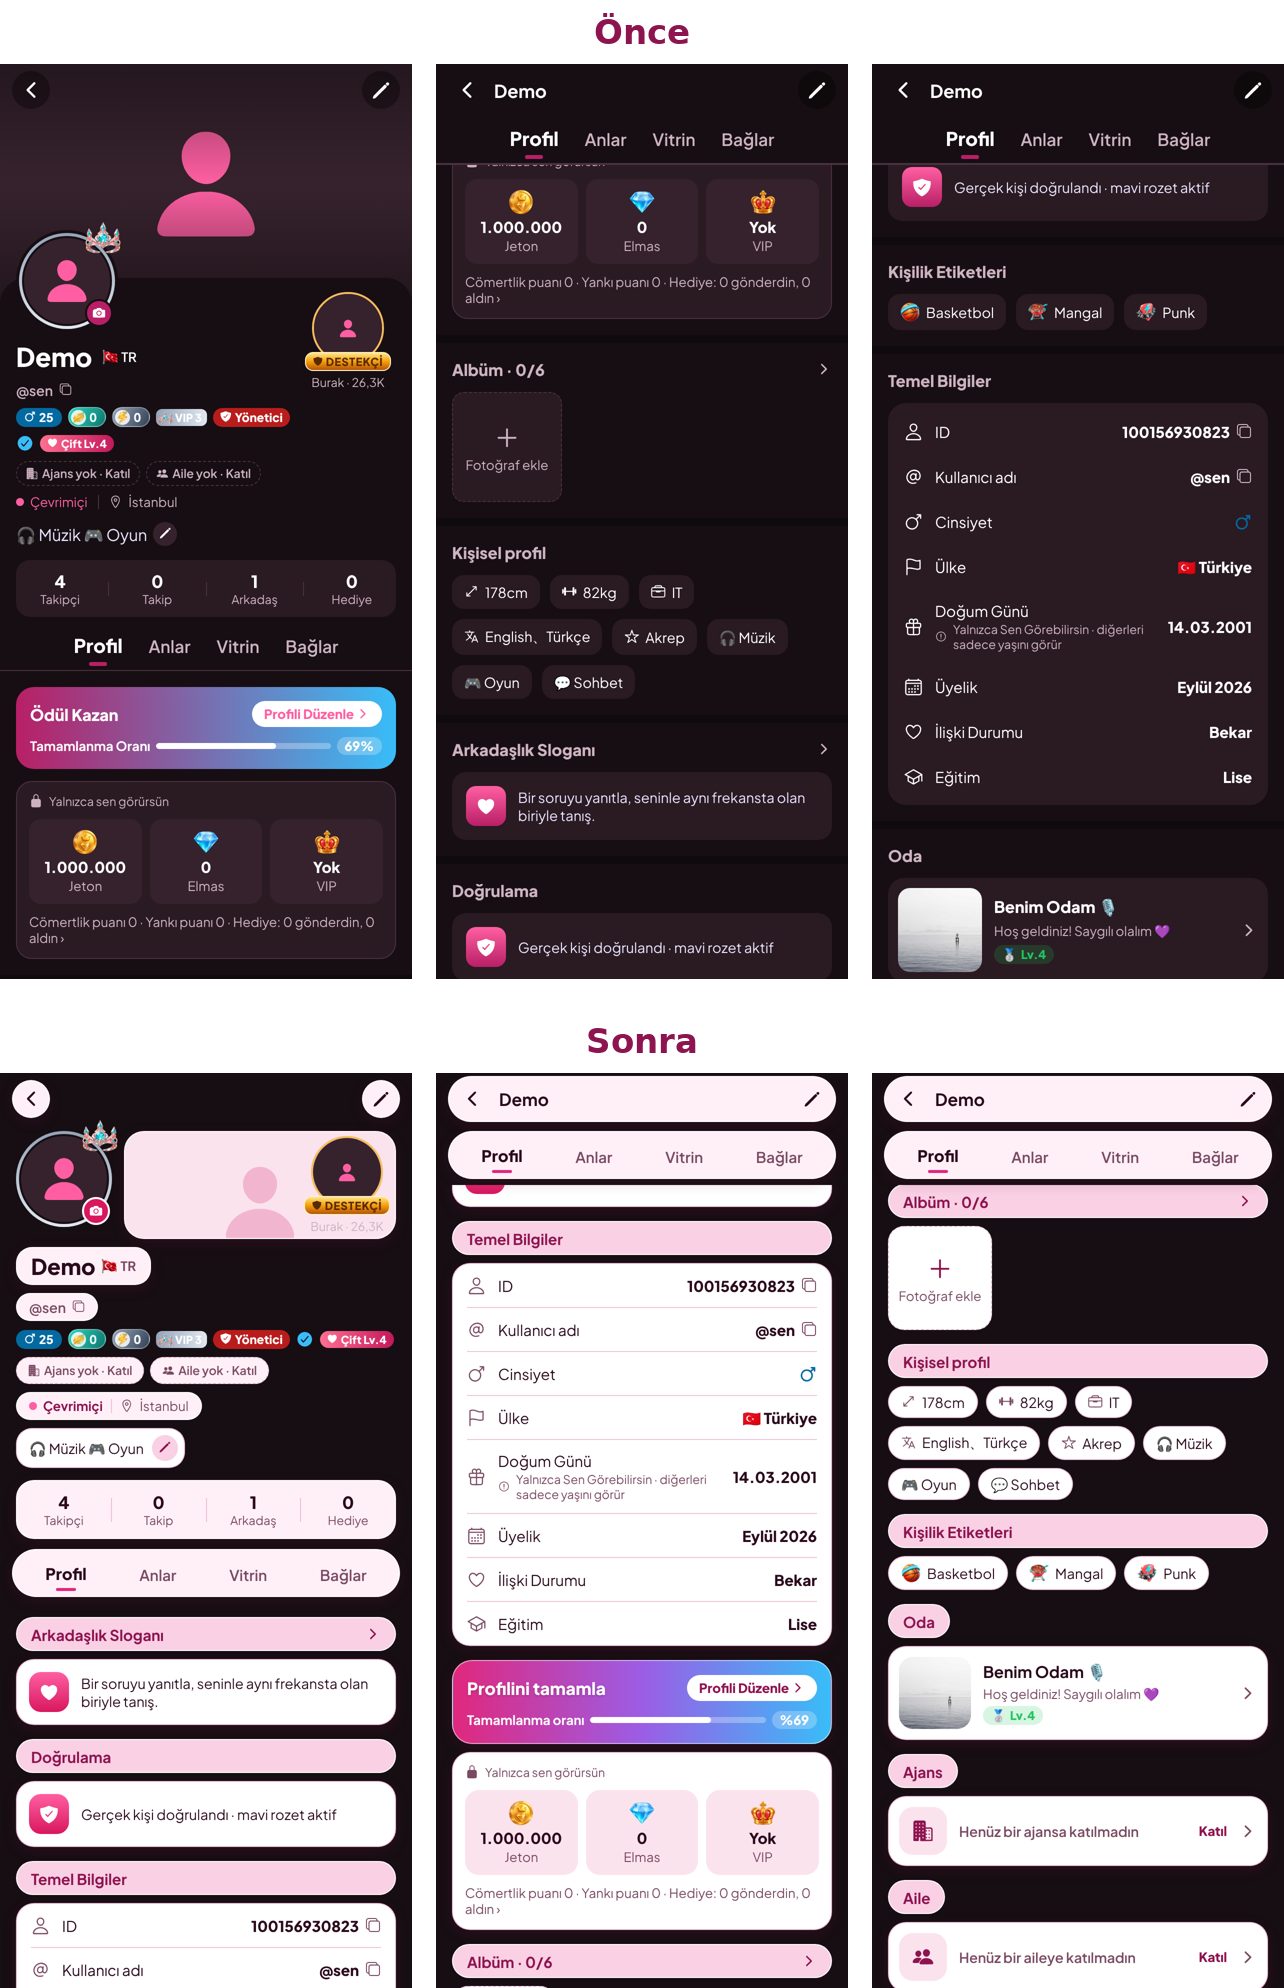 Önce
Demo TR
@sen
25 0 0 VIP 3 Yönetici
Çift Lv.4
Ajans yok · Katıl Aile yok · Katıl
Çevrimiçi İstanbul
Müzik Oyun
DESTEKÇİ
Burak · 26,3K
4 0 1 0
Takipçi Takip Arkadaş Hediye
Profil Anlar Vitrin Bağlar
Ödül Kazan Profili Düzenle
Tamamlanma Oranı 69%
Yalnızca sen görürsün
1.000.000 0 Yok
Jeton Elmas VIP
Cömertlik puanı 0 · Yankı puanı 0 · Hediye: 0 gönderdin, 0
aldın ›
Demo
Profil Anlar Vitrin Bağlar
Yalnızca sen görürsün
1.000.000 0 Yok
Jeton Elmas VIP
Cömertlik puanı 0 · Yankı puanı 0 · Hediye: 0 gönderdin, 0
aldın ›
Albüm · 0/6
Fotoğraf ekle
Kişisel profil
178cm 82kg IT
English、Türkçe Akrep Müzik
Oyun Sohbet
Arkadaşlık Sloganı
Bir soruyu yanıtla, seninle aynı frekansta olan
biriyle tanış.
Doğrulama
Gerçek kişi doğrulandı · mavi rozet aktif
Demo
Profil Anlar Vitrin Bağlar
Gerçek kişi doğrulandı · mavi rozet aktif
Kişilik Etiketleri
Basketbol Mangal Punk
Temel Bilgiler
ID 100156930823
Kullanıcı adı @sen
Cinsiyet
Ülke Türkiye
Doğum Günü
Yalnızca Sen Görebilirsin · diğerleri
sadece yaşını görür
14.03.2001
Üyelik Eylül 2026
İlişki Durumu Bekar
Eğitim Lise
Oda
Benim Odam
Hoş geldiniz! Saygılı olalım
Lv.4
Sonra
DESTEKÇİ
Burak · 26,3K
Demo TR
@sen
25 0 0 VIP 3 Yönetici Çift Lv.4
Ajans yok · Katıl Aile yok · Katıl
Çevrimiçi İstanbul
Müzik Oyun
4 0 1 0
Takipçi Takip Arkadaş Hediye
Profil Anlar Vitrin Bağlar
Arkadaşlık Sloganı
Bir soruyu yanıtla, seninle aynı frekansta olan
biriyle tanış.
Doğrulama
Gerçek kişi doğrulandı · mavi rozet aktif
Temel Bilgiler
ID 100156930823
Kullanıcı adı @sen
Demo
Profil Anlar Vitrin Bağlar
Temel Bilgiler
ID 100156930823
Kullanıcı adı @sen
Cinsiyet
Ülke Türkiye
Doğum Günü
Yalnızca Sen Görebilirsin · diğerleri
sadece yaşını görür
14.03.2001
Üyelik Eylül 2026
İlişki Durumu Bekar
Eğitim Lise
Profilini tamamla Profili Düzenle
Tamamlanma oranı %69
Yalnızca sen görürsün
1.000.000 0 Yok
Jeton Elmas VIP
Cömertlik puanı 0 · Yankı puanı 0 · Hediye: 0 gönderdin, 0
aldın ›
Albüm · 0/6
Demo
Profil Anlar Vitrin Bağlar
Albüm · 0/6
Fotoğraf ekle
Kişisel profil
178cm 82kg IT
English、Türkçe Akrep Müzik
Oyun Sohbet
Kişilik Etiketleri
Basketbol Mangal Punk
Oda
Benim Odam
Hoş geldiniz! Saygılı olalım
Lv.4
Ajans
Henüz bir ajansa katılmadın Katıl
Aile
Henüz bir aileye katılmadın Katıl